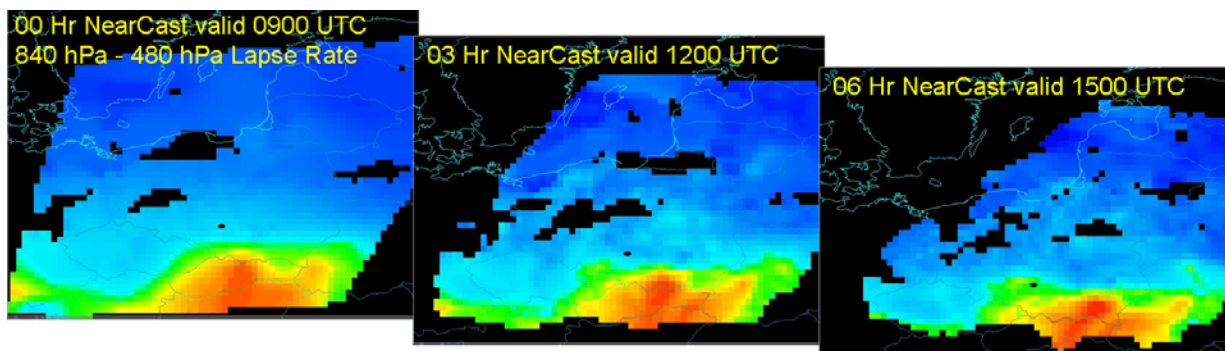 00 Hr NearCast valid 0900 UTC
840 hPa - 480 hPa Lapse Rate
03 Hr NearCast valid 1200 UTC
06 Hr NearCast valid 1500 UTC